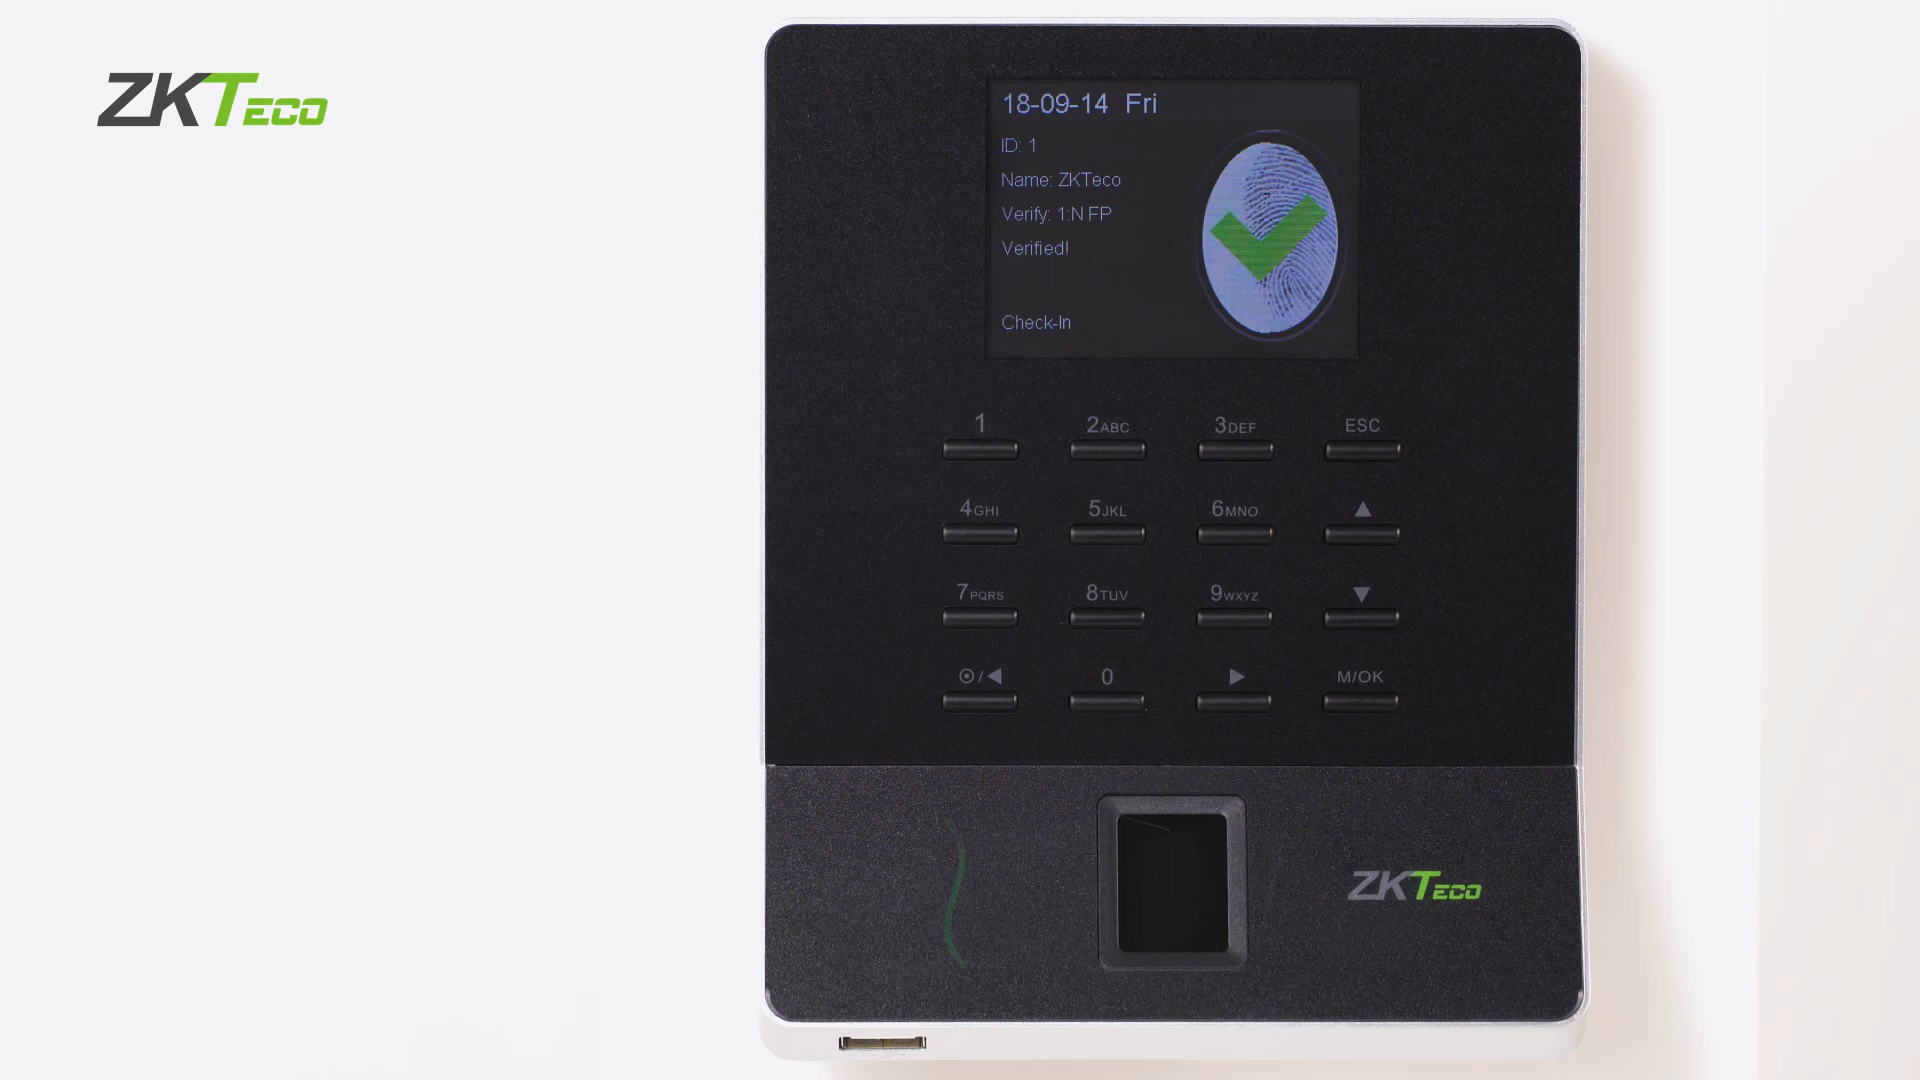 ZKTECO
18-09-14 Fri
ID: 1
Name: ZKTeco
Verify: 1:N FP
Verified!
Check-In
1
2ABC
3DEF
ESC
4GHI
5JKL
6MNO
7PQRS
8TUV
9WXYZ
0
M/OK
ZKTECO